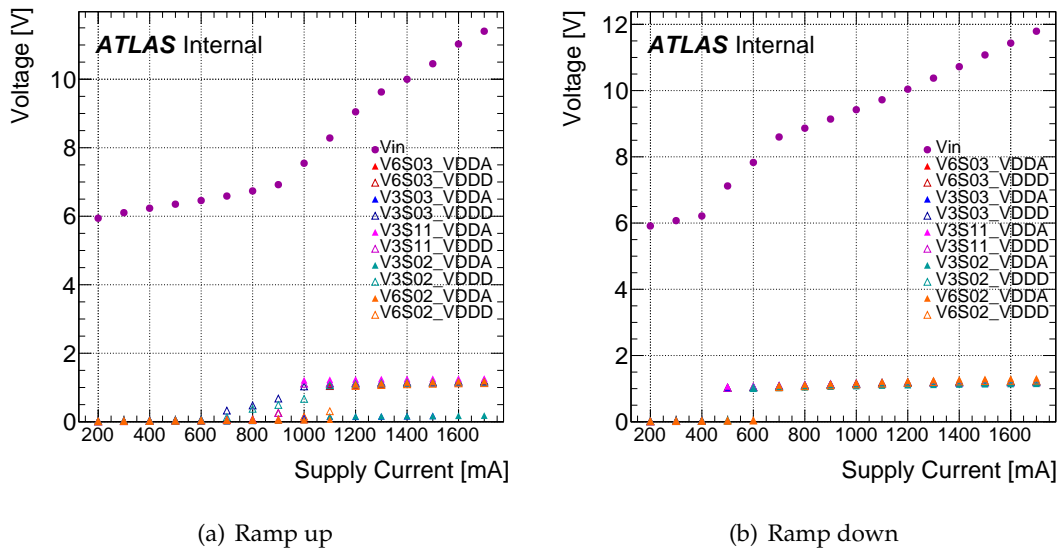 Voltage [V]
ATLAS Internal
10
8
6
4
2
0
Vin
V6S03_VDDA
V6S03_VDDD
V3S03_VDDA
V3S03_VDDD
V3S11_VDDA
V3S11_VDDD
V3S02_VDDA
V3S02_VDDD
V6S02_VDDA
V6S02_VDDD
200 400 600 800 1000 1200 1400 1600
Supply Current [mA]
(a) Ramp up
Voltage [V]
ATLAS Internal
12
10
8
6
4
2
0
Vin
V6S03_VDDA
V6S03_VDDD
V3S03_VDDA
V3S03_VDDD
V3S11_VDDA
V3S11_VDDD
V3S02_VDDA
V3S02_VDDD
V6S02_VDDA
V6S02_VDDD
200 400 600 800 1000 1200 1400 1600
Supply Current [mA]
(b) Ramp down